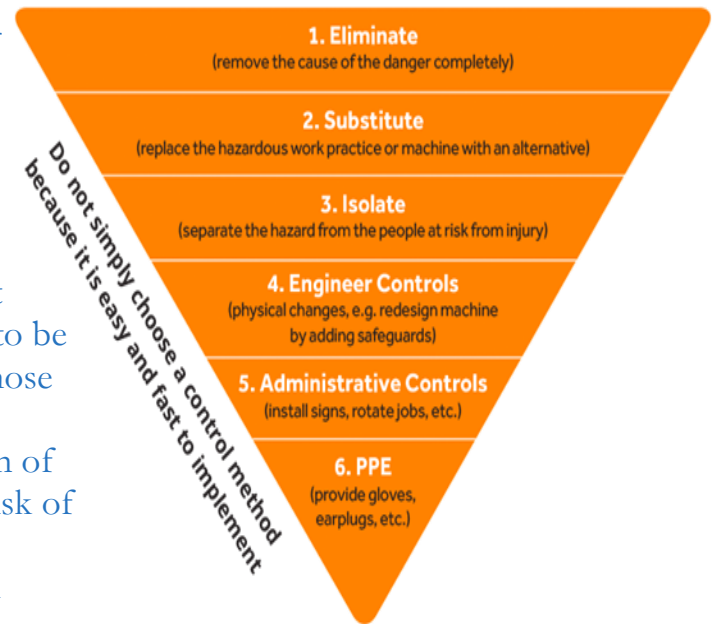 1. Eliminate
(remove the cause of the danger completely)
2. Substitute
(replace the hazardous work practice or machine with an alternative)
3. Isolate
(separate the hazard from the people at risk from injury)
4. Engineer Controls
(physical changes, e.g. redesign machine
by adding safeguards)
5. Administrative Controls
(install signs, rotate jobs, etc.)
6. PPE
(provide gloves,
earplugs, etc.)
Do not simply choose a control method
because it is easy and fast to implement
to be
of
sk of